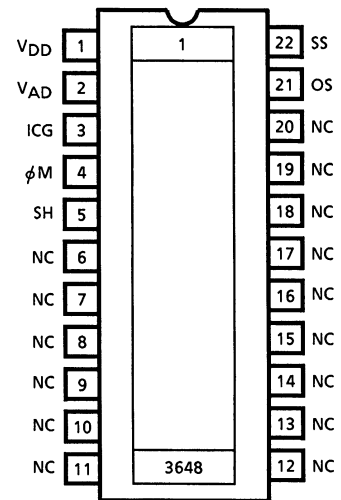 VDD 1 1 22 SS
VAD 2 21 OS
ICG 3 20 NC
ϕM 4 19 NC
SH 5 18 NC
NC 6 17 NC
NC 7 16 NC
NC 8 15 NC
NC 9 14 NC
NC 10 13 NC
NC 11 3648 12 NC